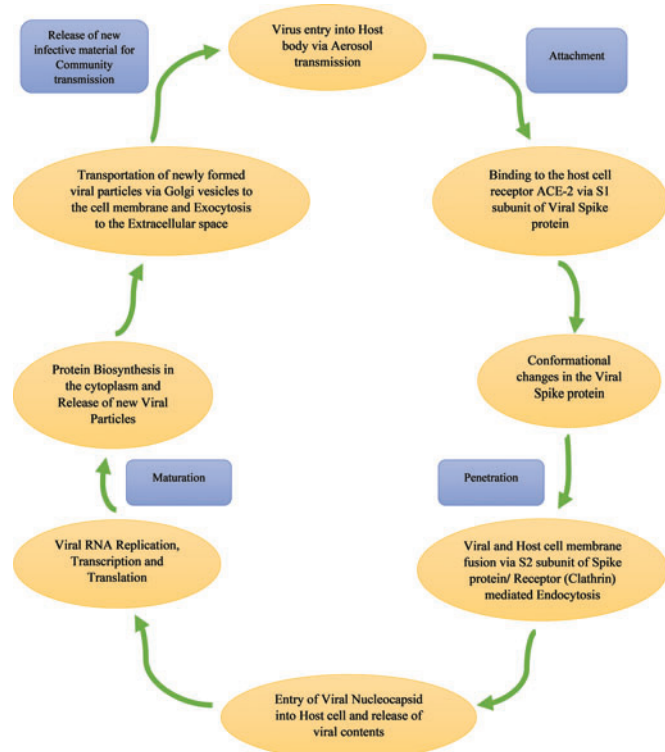 Release of new
infective material for
Community
transmission
Virus entry into Host
body via Aerosol
transmission
Attachment
Transportation of newly formed
viral particles via Golgi vesicles to
the cell membrane and Exocytosis
to the Extracellular space
Binding to the host cell
receptor ACE-2 via S1
subunit of Viral Spike
protein
Protein Biosynthesis in
the cytoplasm and
Release of new Viral
Particles
Conformational
changes in the Viral
Spike protein
Maturation
Penetration
Viral RNA Replication,
Transcription and
Translation
Viral and Host cell membrane
fusion via S2 subunit of Spike
protein/ Receptor (Clathrin)
mediated Endocytosis
Entry of Viral Nucleocapsid
into Host cell and release of
viral contents